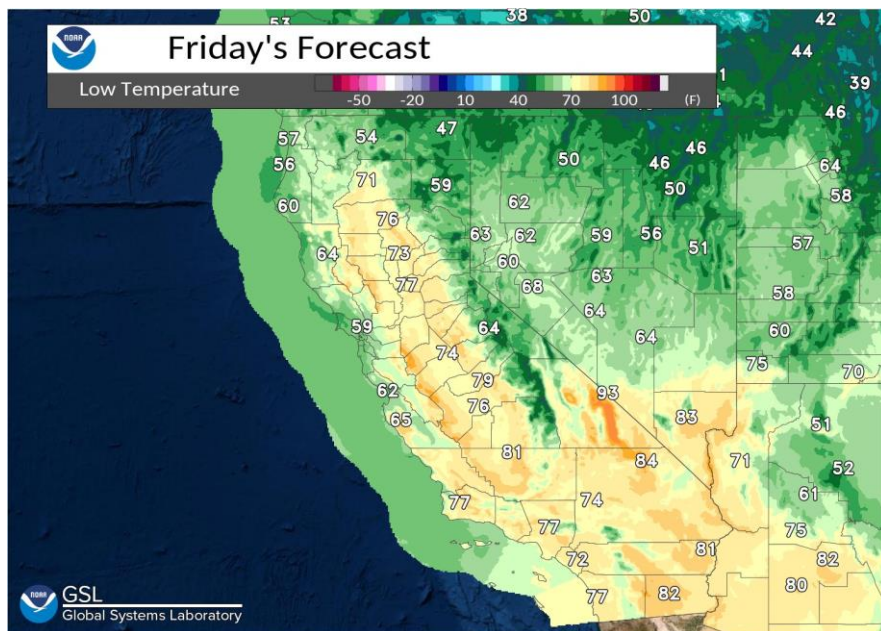 53 38 50 42
NOAA
Friday's Forecast
44
Low Temperature
-50 -20 10 40 70 100 (F)
39
46
57 54 47 46
56 50 46 64
71 59 50 58
60 76 62
64 73 63 62 59 56 51 57
77 60 63
68 64 58
59 64 64 60
74 75 70
62 79 93
65 76 83 51
81 84 71 52
77 74 61
77 75
72 81 82
77 82 80
NOAA
GSL
Global Systems Laboratory